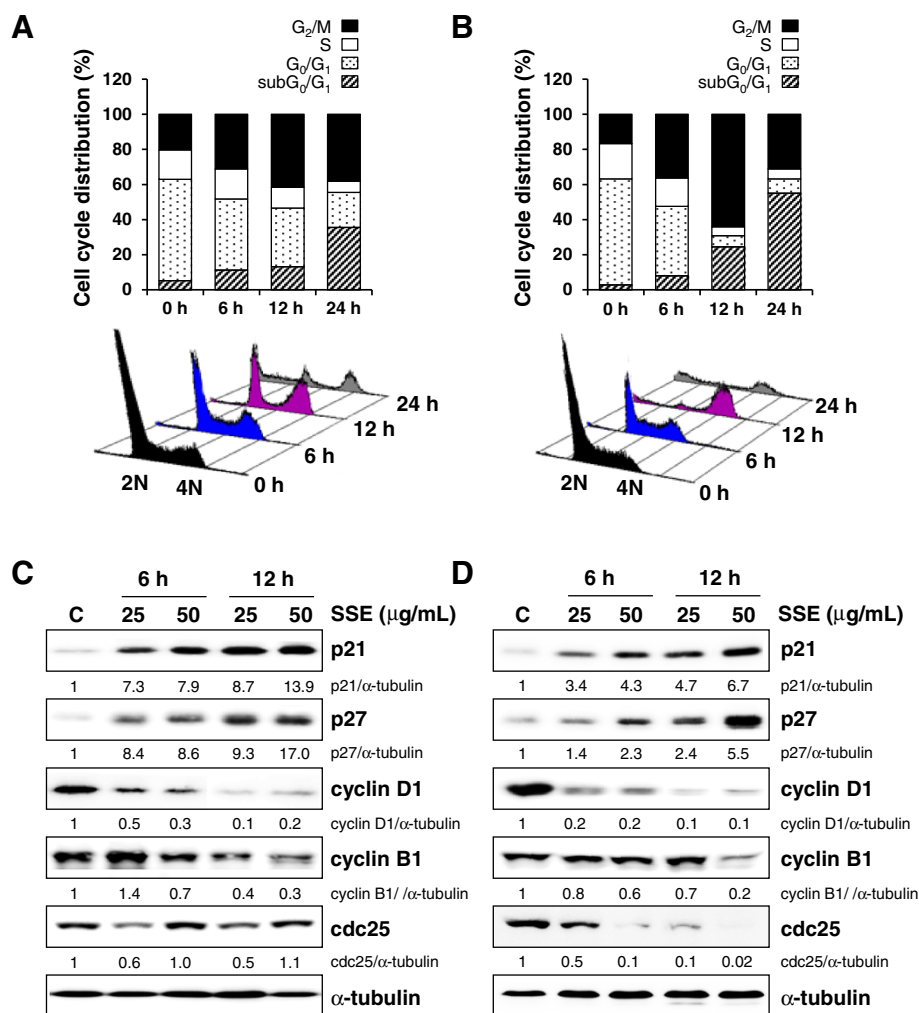 A
G₂/M
S
G₀/G₁
subG₀/G₁
Cell cycle distribution (%)
120
100
80
60
40
20
0
0 h 6 h 12 h 24 h
24 h
12 h
6 h
0 h
2N 4N
B
G₂/M
S
G₀/G₁
subG₀/G₁
Cell cycle distribution (%)
120
100
80
60
40
20
0
0 h 6 h 12 h 24 h
24 h
12 h
6 h
0 h
2N 4N
C
6 h 12 h
C 25 50 25 50 SSE (μg/mL)
p21
1 7.3 7.9 8.7 13.9 p21/α-tubulin
p27
1 8.4 8.6 9.3 17.0 p27/α-tubulin
cyclin D1
1 0.5 0.3 0.1 0.2 cyclin D1/α-tubulin
cyclin B1
1 1.4 0.7 0.4 0.3 cyclin B1/ /α-tubulin
cdc25
1 0.6 1.0 0.5 1.1 cdc25/α-tubulin
α-tubulin
D
6 h 12 h
C 25 50 25 50 SSE (μg/mL)
p21
1 3.4 4.3 4.7 6.7 p21/α-tubulin
p27
1 1.4 2.3 2.4 5.5 p27/α-tubulin
cyclin D1
1 0.2 0.2 0.1 0.1 cyclin D1/α-tubulin
cyclin B1
1 0.8 0.6 0.7 0.2 cyclin B1/ /α-tubulin
cdc25
1 0.5 0.1 0.1 0.02 cdc25/α-tubulin
α-tubulin